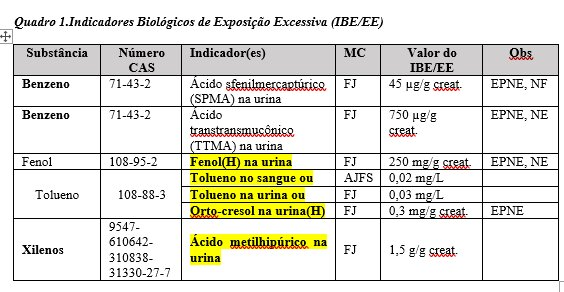 Quadro 1.Indicadores Biológicos de Exposição Excessiva (IBE/EE)
Substância Número CAS Indicador(es) MC Valor do IBE/EE Obs
Benzeno 71-43-2 Ácido sfenilmercaptúrico (SPMA) na urina FJ 45 µg/g creat. EPNE, NF
Benzeno 71-43-2 Ácido transtransmucônico (TTMA) na urina FJ 750 µg/g creat. EPNE, NE
Fenol 108-95-2 Fenol(H) na urina FJ 250 mg/g creat. EPNE, NE
Tolueno 108-88-3 Tolueno no sangue ou AJFS 0,02 mg/L
Tolueno na urina ou FJ 0,03 mg/L
Orto-cresol na urina(H) FJ 0,3 mg/g creat. EPNE
Xilenos 9547-610642-310838-31330-27-7 Ácido metilhipúrico na urina FJ 1,5 g/g creat.